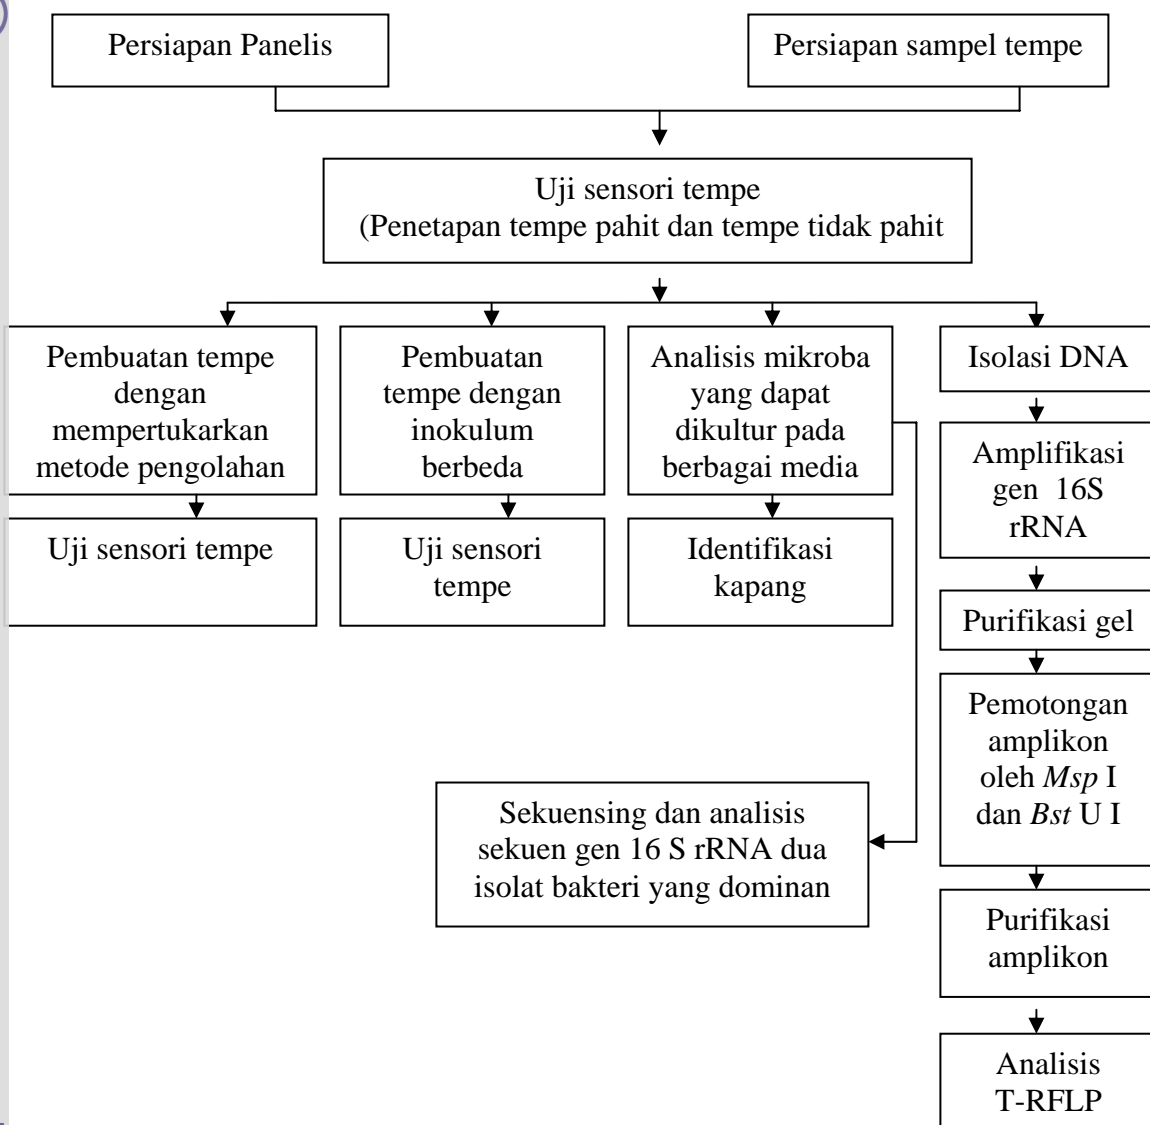 Persiapan Panelis
Persiapan sampel tempe
Uji sensori tempe
(Penetapan tempe pahit dan tempe tidak pahit
Pembuatan tempe
dengan
mempertukarkan
metode pengolahan
Pembuatan
tempe dengan
inokulum
berbeda
Analisis mikroba
yang dapat
dikultur pada
berbagai media
Isolasi DNA
Amplifikasi
gen 16S
rRNA
Uji sensori tempe
Uji sensori
tempe
Identifikasi
kapang
Purifikasi gel
Pemotongan
amplikon
oleh Msp I
dan Bst U I
Sekuensing dan analisis
sekuen gen 16 S rRNA dua
isolat bakteri yang dominan
Purifikasi
amplikon
Analisis
T-RFLP